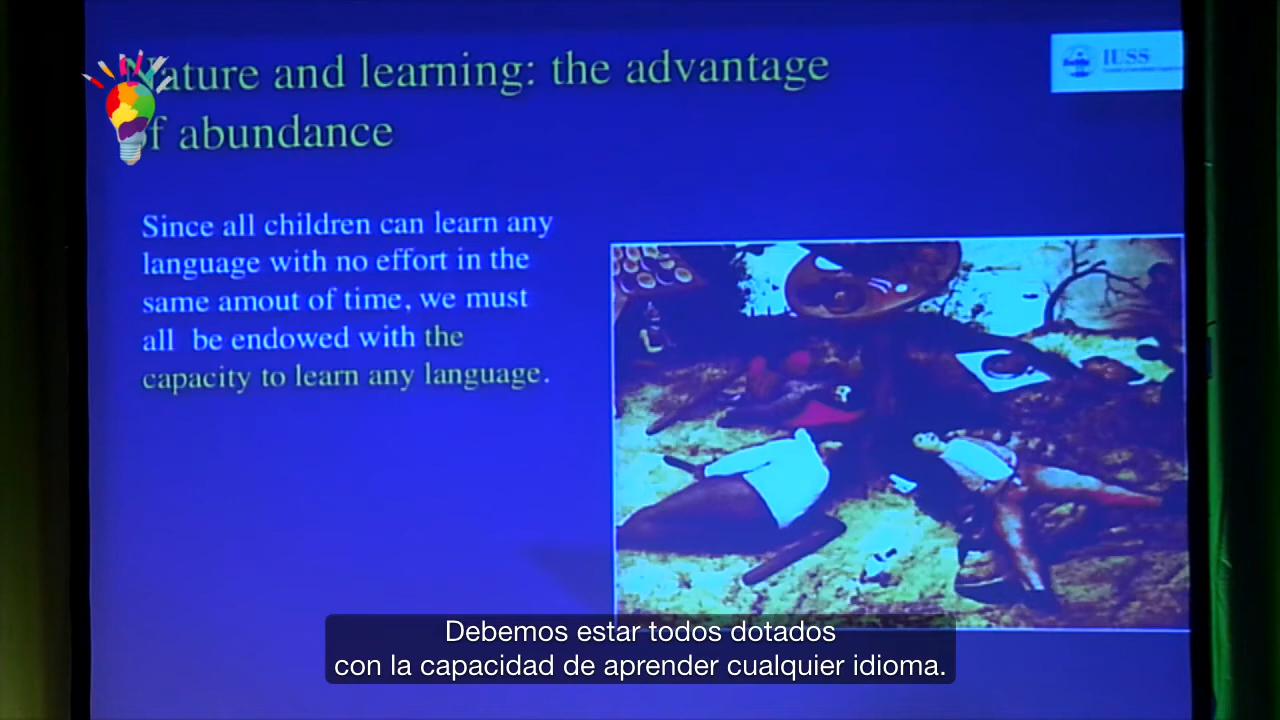 Nature and learning: the advantage
of abundance
IUSS
Since all children can learn any
language with no effort in the
same amout of time, we must
all be endowed with the
capacity to learn any language.
Debemos estar todos dotados
con la capacidad de aprender cualquier idioma.